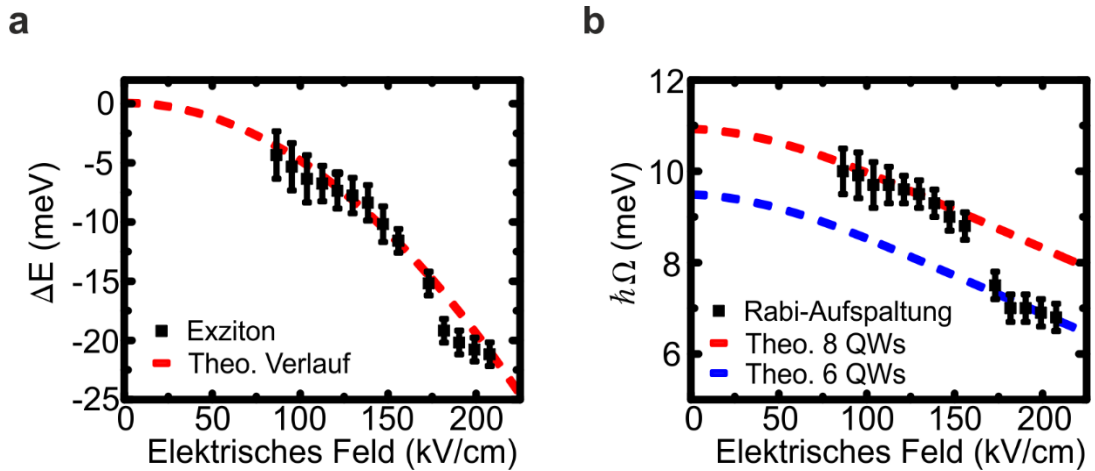 a
0
-5
-10
-15
-20
-25
ΔE (meV)
Exziton
Theo. Verlauf
0 50 100 150 200
Elektrisches Feld (kV/cm)
b
12
10
8
6
ℏΩ (meV)
Rabi-Aufspaltung
Theo. 8 QWs
Theo. 6 QWs
0 50 100 150 200
Elektrisches Feld (kV/cm)